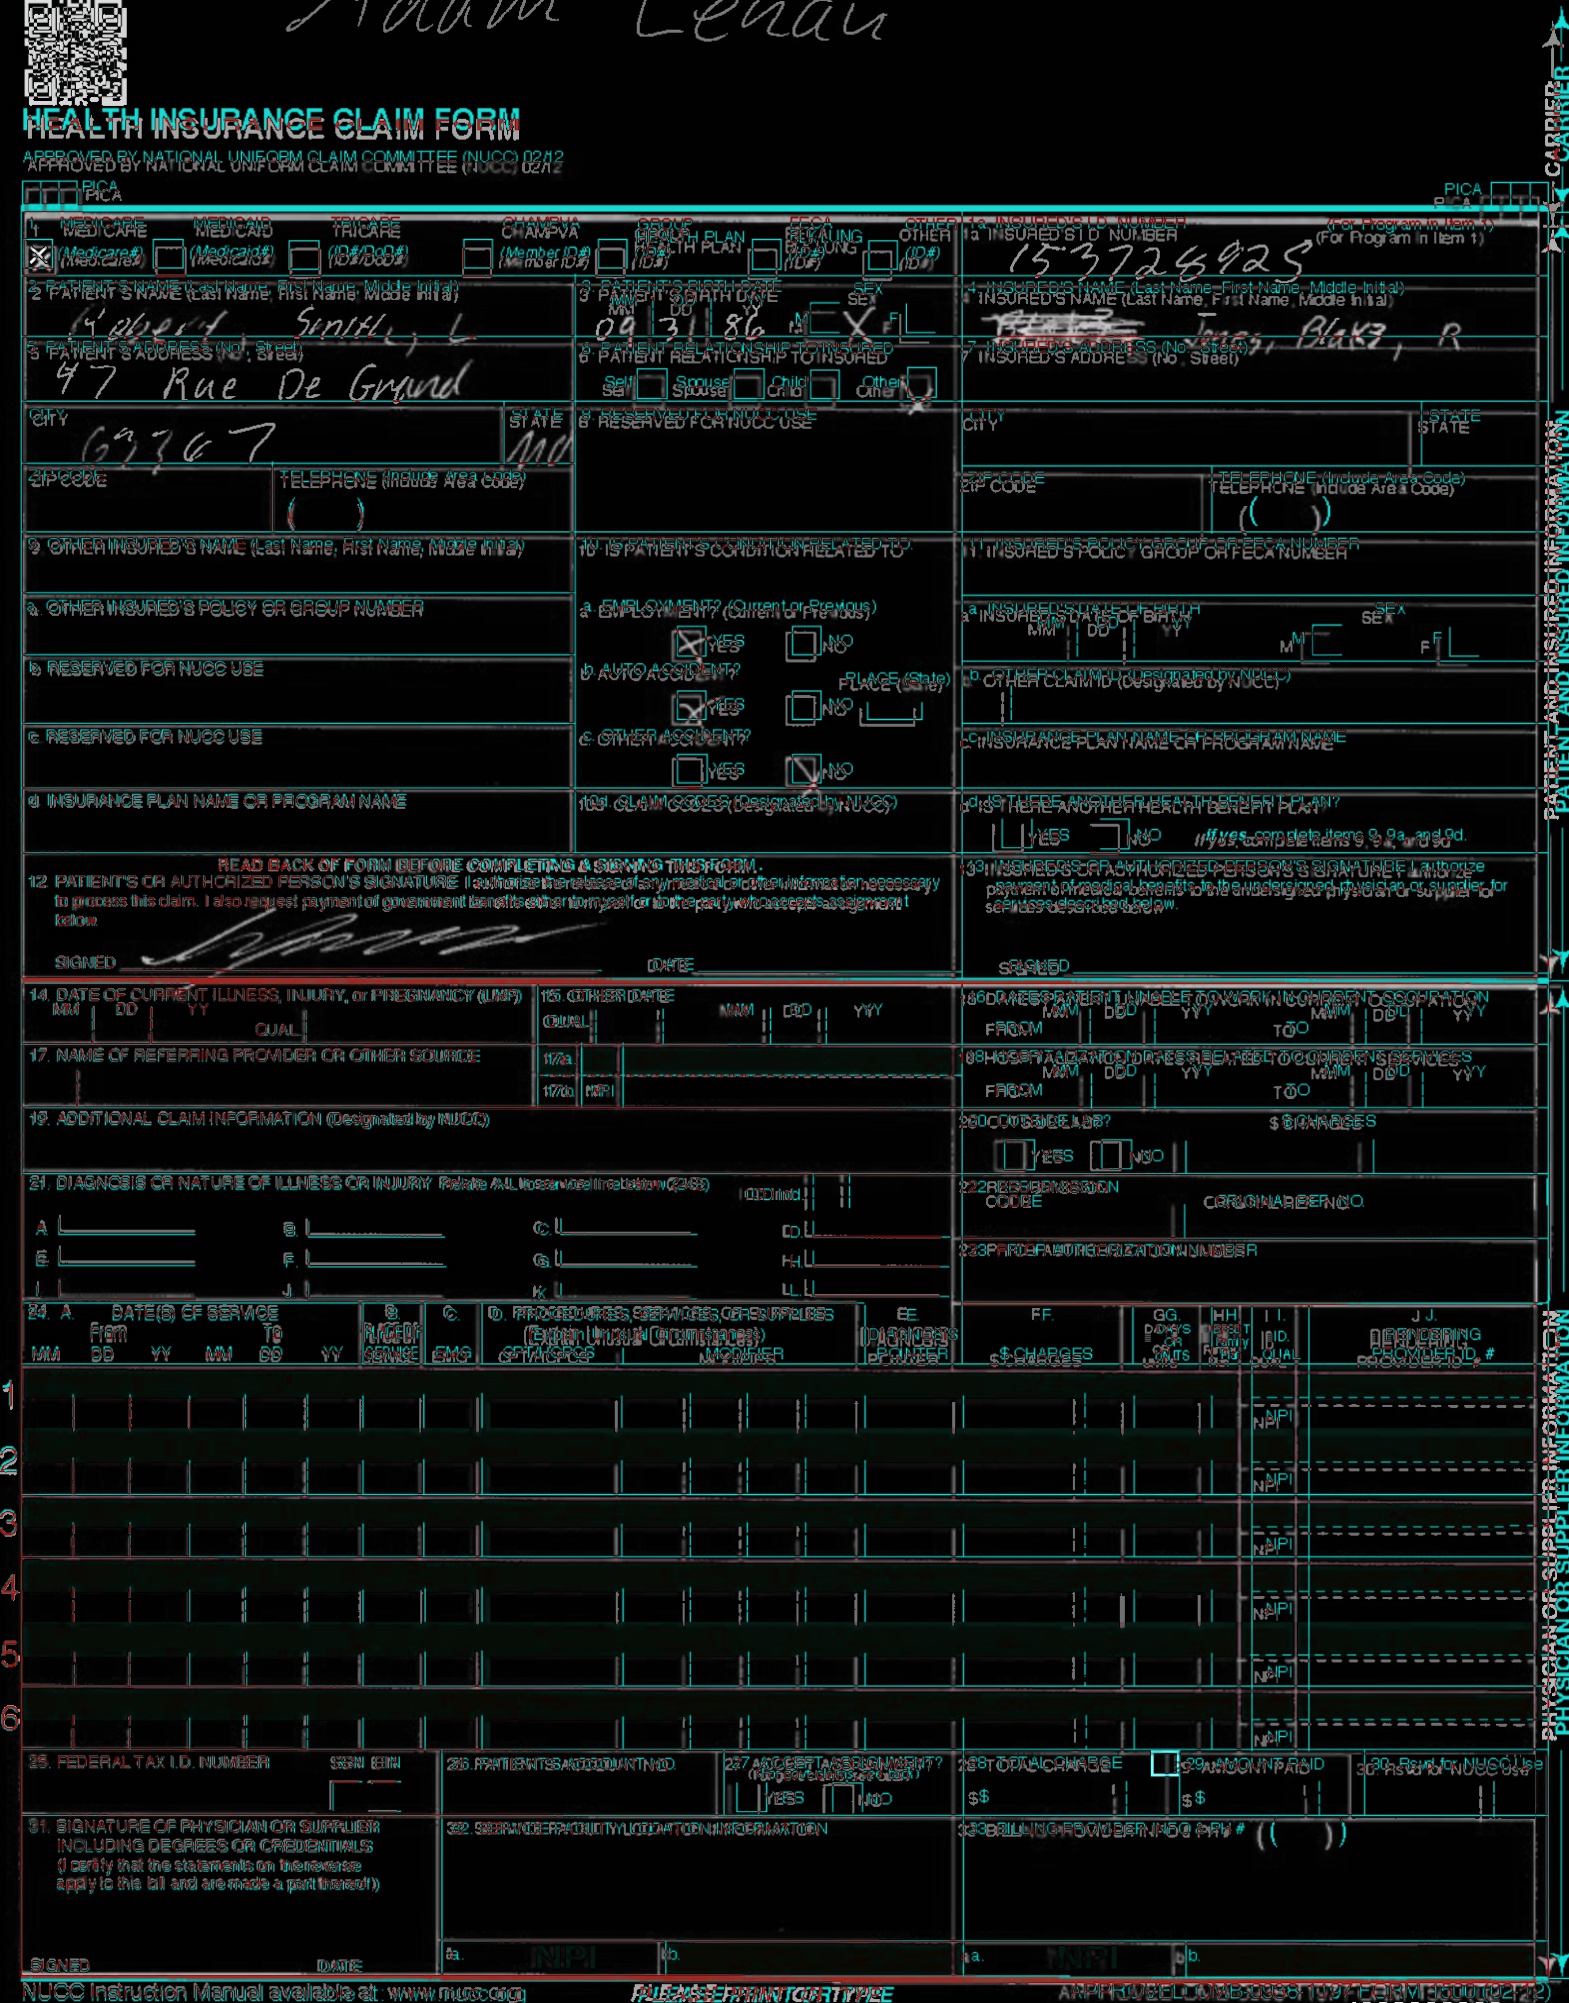 Adam Lenau
HEALTH INSURANCE CLAIM FORM
APPROVED BY NATIONAL UNIFORM CLAIM COMMITTEE (NUCC) 02/12
PICA PICA
1. MEDICARE MEDICAID TRICARE CHAMPVA GROUP HEALTH PLAN FECA BLK LUNG OTHER 1a. INSURED'S I.D. NUMBER (For Program in Item 1)
X (Medicare#) (Medicaid#) (ID#/DoD#) (Member ID#) (ID#) (ID#) (ID#) 153728925
2. PATIENT'S NAME (Last Name, First Name, Middle Initial) 3. PATIENT'S BIRTH DATE SEX 4. INSURED'S NAME (Last Name, First Name, Middle Initial)
MM DD YY
Robert, Smith, L 09 31 86 M X F Jones, Blake, R
5. PATIENT'S ADDRESS (No., Street) 6. PATIENT RELATIONSHIP TO INSURED 7. INSURED'S ADDRESS (No., Street)
47 Rue De Grand Self Spouse Child Other X
CITY STATE 8. RESERVED FOR NUCC USE CITY STATE
63367 MO
ZIP CODE TELEPHONE (Include Area Code) ZIP CODE TELEPHONE (Include Area Code)
( ) ( )
9. OTHER INSURED'S NAME (Last Name, First Name, Middle Initial) 10. IS PATIENT'S CONDITION RELATED TO: 11. INSURED'S POLICY GROUP OR FECA NUMBER
a. OTHER INSURED'S POLICY OR GROUP NUMBER a. EMPLOYMENT? (Current or Previous) a. INSURED'S DATE OF BIRTH SEX
X YES NO MM DD YY M F
b. RESERVED FOR NUCC USE b. AUTO ACCIDENT? PLACE (State) b. OTHER CLAIM ID (Designated by NUCC)
X YES NO
c. RESERVED FOR NUCC USE c. OTHER ACCIDENT? c. INSURANCE PLAN NAME OR PROGRAM NAME
YES X NO
d. INSURANCE PLAN NAME OR PROGRAM NAME 10d. CLAIM CODES (Designated by NUCC) d. IS THERE ANOTHER HEALTH BENEFIT PLAN?
YES NO If yes, complete items 9, 9a, and 9d.
READ BACK OF FORM BEFORE COMPLETING & SIGNING THIS FORM.
12. PATIENT'S OR AUTHORIZED PERSON'S SIGNATURE I authorize the release of any medical or other information necessary
to process this claim. I also request payment of government benefits either to myself or to the party who accepts assignment
below.
SIGNED DATE
13. INSURED'S OR AUTHORIZED PERSON'S SIGNATURE I authorize
payment of medical benefits to the undersigned physician or supplier for
services described below.
SIGNED
14. DATE OF CURRENT ILLNESS, INJURY, or PREGNANCY (LMP) 15. OTHER DATE 16. DATES PATIENT UNABLE TO WORK IN CURRENT OCCUPATION
MM DD YY QUAL. QUAL. MM DD YY FROM MM DD YY TO MM DD YY
17. NAME OF REFERRING PROVIDER OR OTHER SOURCE 17a. 18. HOSPITALIZATION DATES RELATED TO CURRENT SERVICES
17b. NPI FROM MM DD YY TO MM DD YY
19. ADDITIONAL CLAIM INFORMATION (Designated by NUCC) 20. OUTSIDE LAB? $ CHARGES
YES NO
21. DIAGNOSIS OR NATURE OF ILLNESS OR INJURY Relate A-L to service line below (24E) ICD Ind. 22. RESUBMISSION CODE ORIGINAL REF. NO.
A. B. C. D.
E. F. G. H. 23. PRIOR AUTHORIZATION NUMBER
I. J. K. L.
24. A. DATE(S) OF SERVICE B. C. D. PROCEDURES, SERVICES, OR SUPPLIES E. F. G. H. I. J.
From To PLACE OF (Explain Unusual Circumstances) DIAGNOSIS DAYS ID. RENDERING
MM DD YY MM DD YY SERVICE EMG CPT/HCPCS MODIFIER POINTER $ CHARGES UNITS QUAL. PROVIDER ID. #
1 NPI
2 NPI
3 NPI
4 NPI
5 NPI
6 NPI
25. FEDERAL TAX I.D. NUMBER SSN EIN 26. PATIENT'S ACCOUNT NO. 27. ACCEPT ASSIGNMENT? 28. TOTAL CHARGE 29. AMOUNT PAID 30. Rsvd for NUCC Use
YES NO $ $
31. SIGNATURE OF PHYSICIAN OR SUPPLIER 32. SERVICE FACILITY LOCATION INFORMATION 33. BILLING PROVIDER INFO & PH # ( )
INCLUDING DEGREES OR CREDENTIALS
(I certify that the statements on the reverse
apply to this bill and are made a part thereof.)
SIGNED DATE a. NPI b. a. NPI b.
NUCC Instruction Manual available at: www.nucc.org PLEASE PRINT OR TYPE APPROVED OMB-0938-1197 FORM 1500 (02-12)
CARRIER
PATIENT AND INSURED INFORMATION
PHYSICIAN OR SUPPLIER INFORMATION